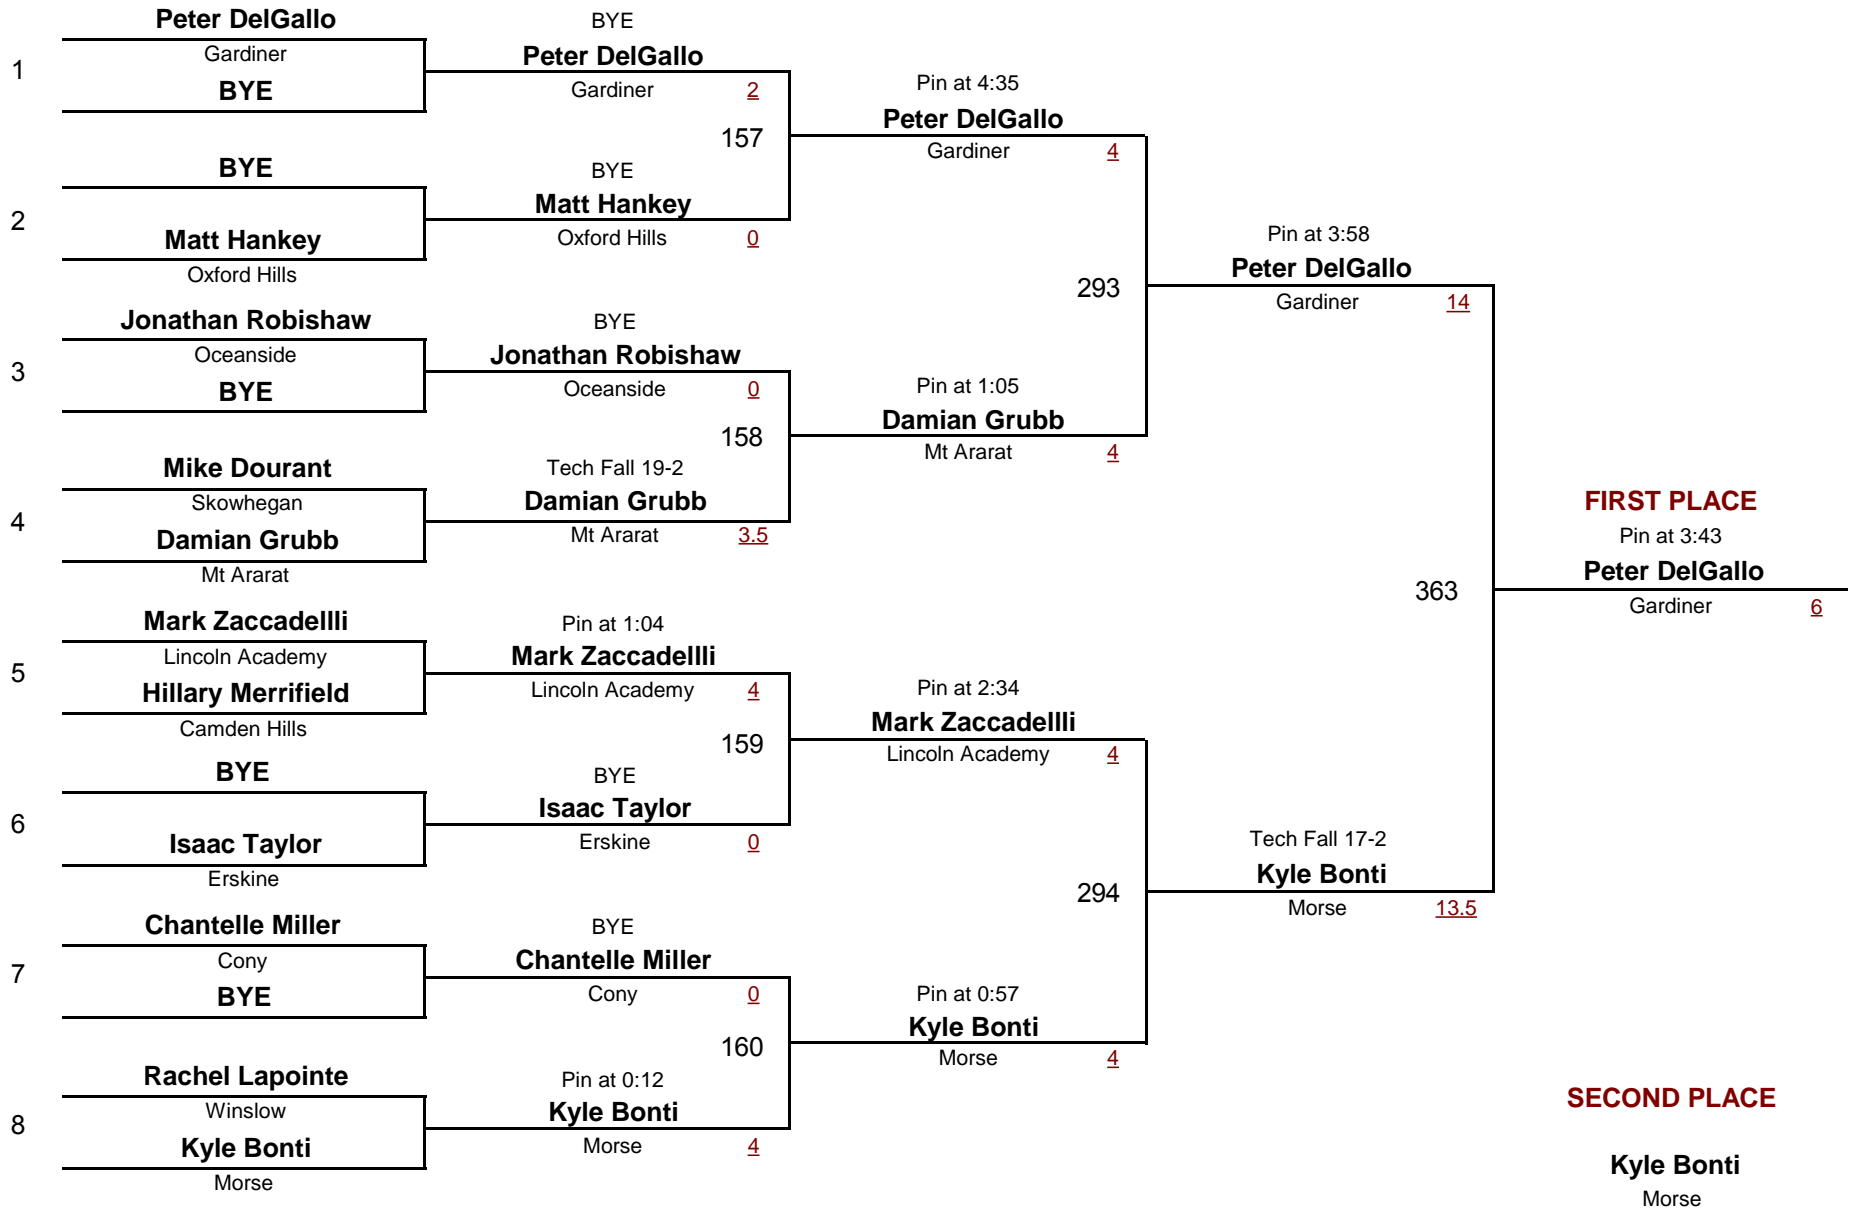 Peter DelGallo
1
Gardiner
BYE
BYE
2
Matt Hankey
Oxford Hills
Jonathan Robishaw
3
Oceanside
BYE
Mike Dourant
4
Skowhegan
Damian Grubb
Mt Ararat
Mark Zaccadellli
5
Lincoln Academy
Hillary Merrifield
Camden Hills
BYE
6
Isaac Taylor
Erskine
Chantelle Miller
7
Cony
BYE
Rachel Lapointe
8
Winslow
Kyle Bonti
Morse
BYE
Peter DelGallo
Gardiner 2
157
BYE
Matt Hankey
Oxford Hills 0
BYE
Jonathan Robishaw
Oceanside 0
158
Tech Fall 19-2
Damian Grubb
Mt Ararat 3.5
Pin at 1:04
Mark Zaccadellli
Lincoln Academy 4
159
BYE
Isaac Taylor
Erskine 0
BYE
Chantelle Miller
Cony 0
160
Pin at 0:12
Kyle Bonti
Morse 4
Pin at 4:35
Peter DelGallo
Gardiner 4
293
Pin at 1:05
Damian Grubb
Mt Ararat 4
Pin at 2:34
Mark Zaccadellli
Lincoln Academy 4
294
Pin at 0:57
Kyle Bonti
Morse 4
Pin at 3:58
Peter DelGallo
Gardiner 14
363
Tech Fall 17-2
Kyle Bonti
Morse 13.5
FIRST PLACE
Pin at 3:43
Peter DelGallo
Gardiner 6
SECOND PLACE
Kyle Bonti
Morse